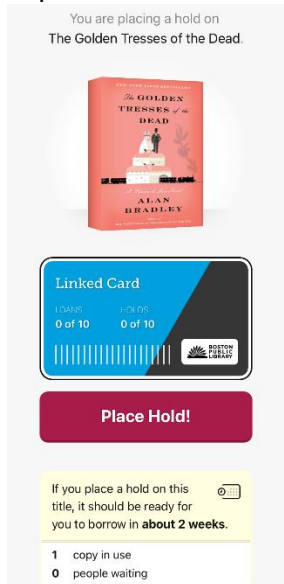 You are placing a hold on
The Golden Tresses of the Dead.
The GOLDEN
TRESSES of the
DEAD
ALAN
BRADLEY
Linked Card
LOANS HOLDS
0 of 10 0 of 10
BOSTON
PUBLIC
LIBRARY
Place Hold!
If you place a hold on this
title, it should be ready for
you to borrow in about 2 weeks.
1 copy in use
0 people waiting